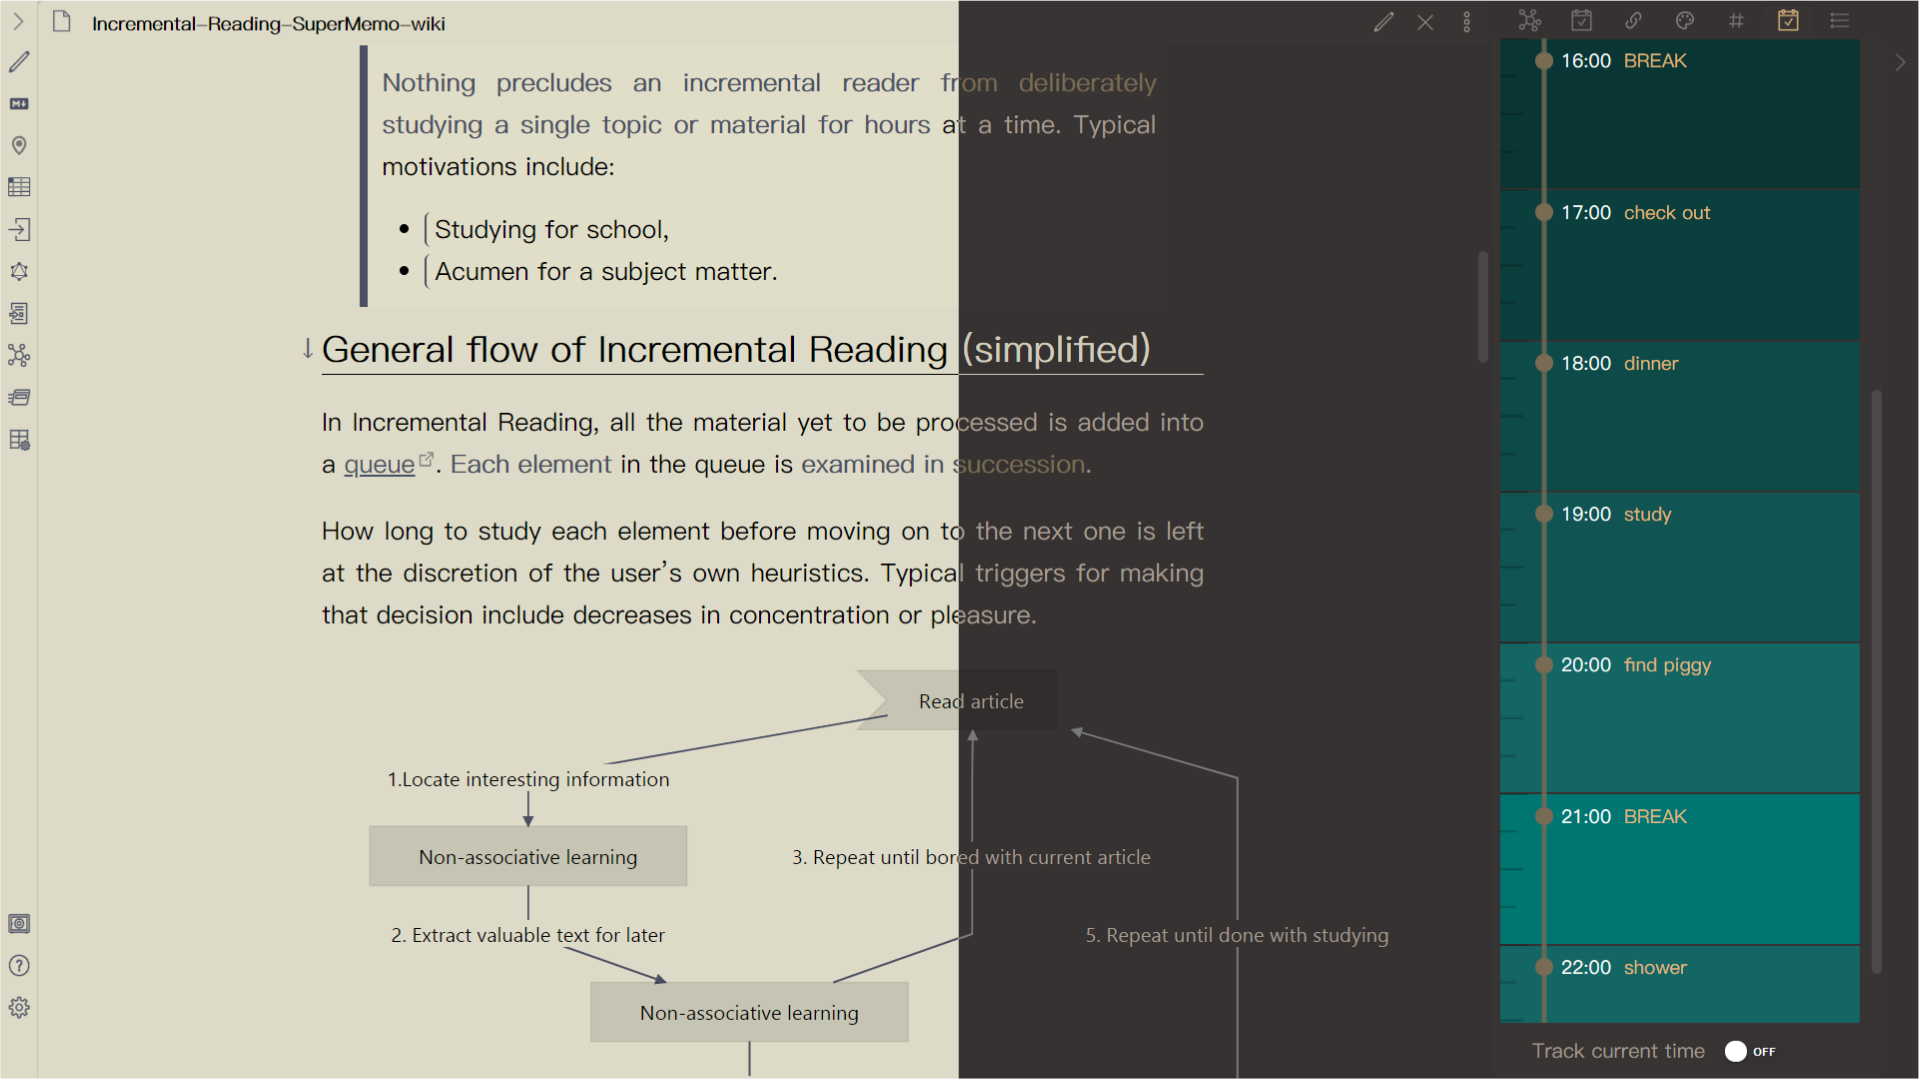 Incremental-Reading-SuperMemo-wiki
Nothing precludes an incremental reader from deliberately
studying a single topic or material for hours at a time. Typical
motivations include:
Studying for school,
Acumen for a subject matter.
General flow of Incremental Reading (simplified)
In Incremental Reading, all the material yet to be processed is added into
a queue. Each element in the queue is examined in succession.
How long to study each element before moving on to the next one is left
at the discretion of the user’s own heuristics. Typical triggers for making
that decision include decreases in concentration or pleasure.
Read article
1.Locate interesting information
Non-associative learning
3. Repeat until bored with current article
2. Extract valuable text for later
5. Repeat until done with studying
Non-associative learning
16:00 BREAK
17:00 check out
18:00 dinner
19:00 study
20:00 find piggy
21:00 BREAK
22:00 shower
Track current time OFF